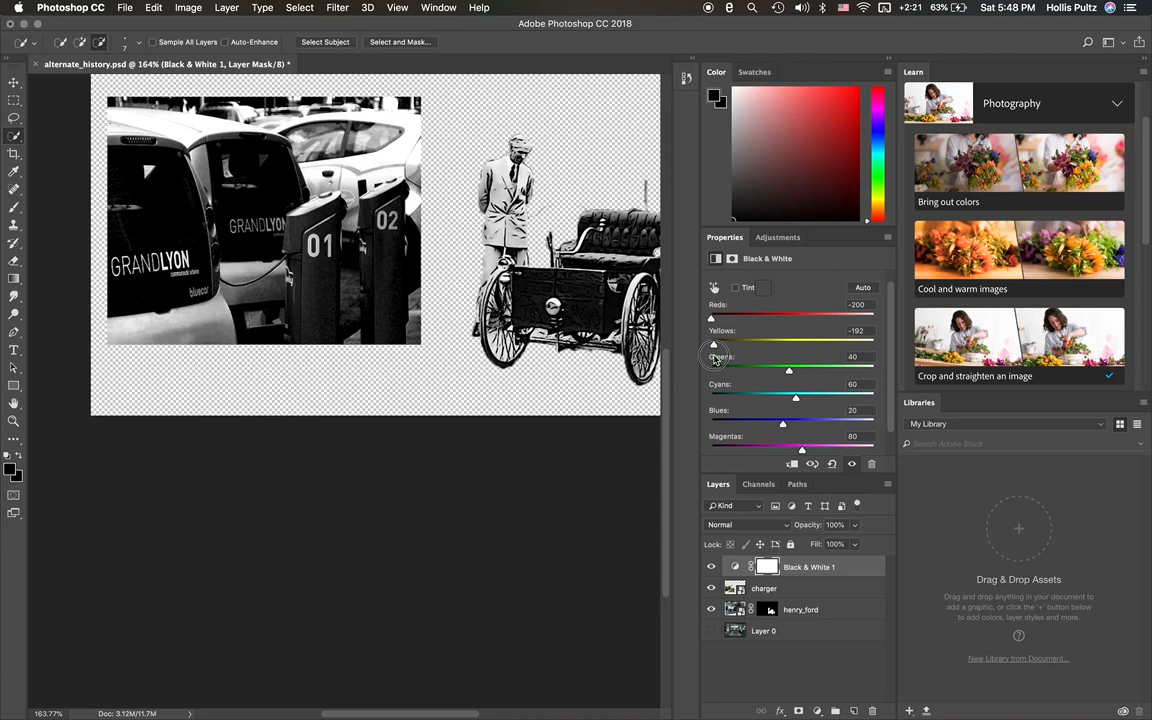 Photoshop CC File Edit Image Layer Type Select Filter 3D View Window Help +2:21 63% Sat 5:48 PM Hollis Pultz
Adobe Photoshop CC 2018
7 Sample All Layers Auto-Enhance Select Subject Select and Mask...
× alternate_history.psd @ 164% (Black & White 1, Layer Mask/8) *
Color Swatches
Learn
Photography
Bring out colors
Cool and warm images
Crop and straighten an image
GRANDLYON
GRANDLYON
communauté urbaine
bluecar
01
02
Properties Adjustments
Black & White
Tint Auto
Reds: -200
Yellows: -192
Greens: 40
Cyans: 60
Blues: 20
Magentas: 80
Layers Channels Paths
Kind
Normal Opacity: 100%
Lock: Fill: 100%
Black & White 1
charger
henry_ford
Layer 0
fx
Libraries
My Library
Search Adobe Stock
Drag & Drop Assets
Drag and drop anything in your document to
add a graphic, or click the '+' button below
to add colors, layer styles and more.
New Library from Document...
163.77% Doc: 3.12M/11.7M